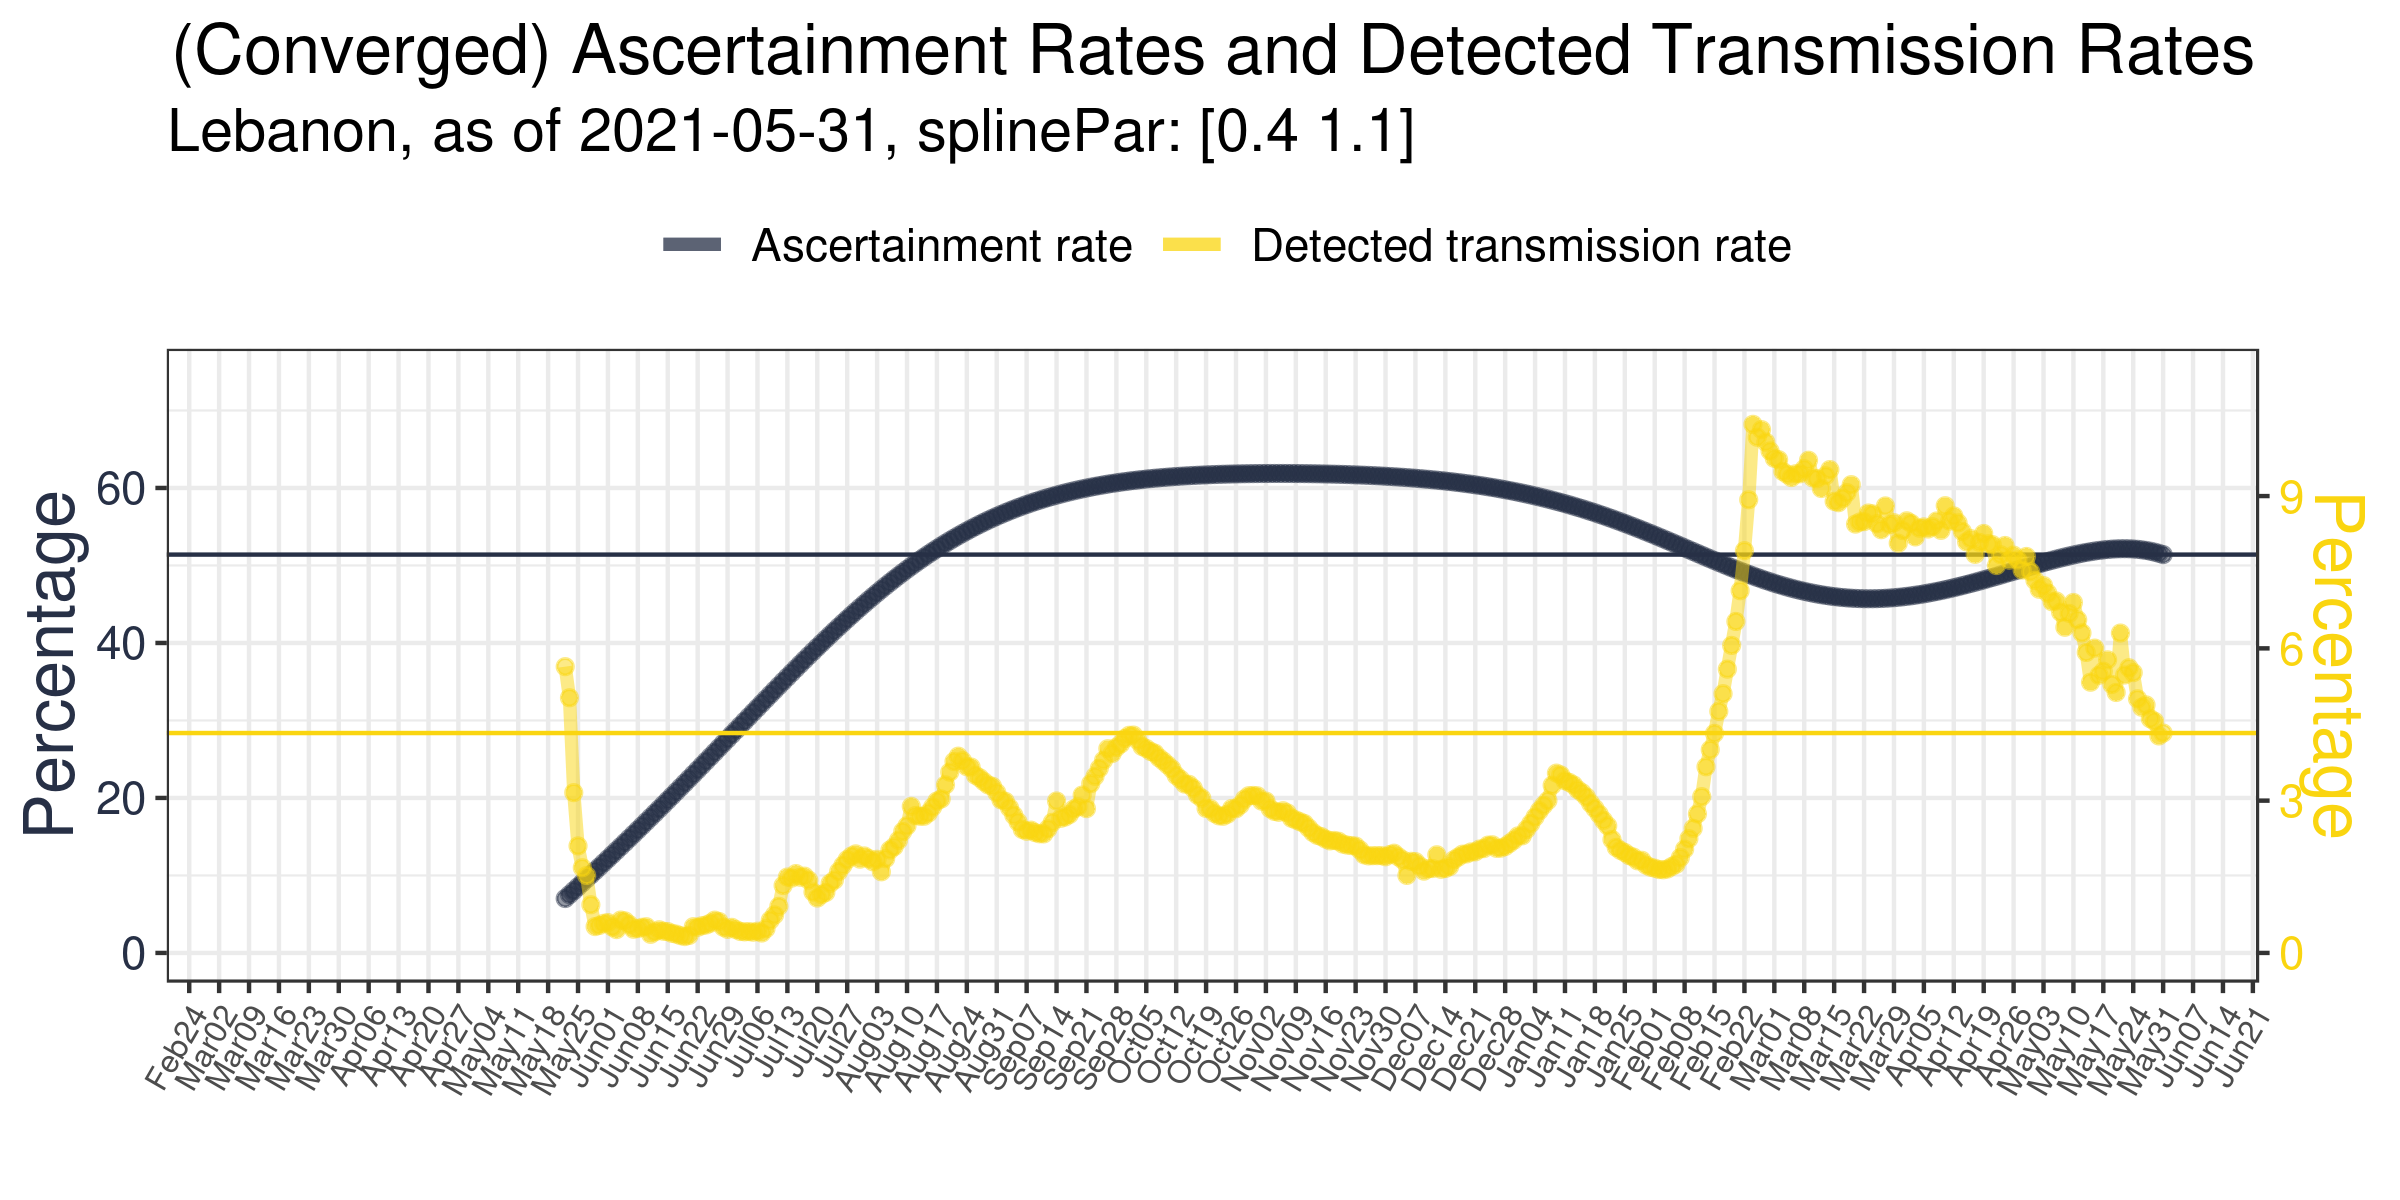 (Converged) Ascertainment Rates and Detected Transmission Rates
Lebanon, as of 2021-05-31, splinePar: [0.4 1.1]
Ascertainment rate
Detected transmission rate
Percentage
60
40
20
0
9
6
3
0
Percentage
Feb24
Mar02
Mar09
Mar16
Mar23
Mar30
Apr06
Apr13
Apr20
Apr27
May04
May11
May18
May25
Jun01
Jun08
Jun15
Jun22
Jun29
Jul06
Jul13
Jul20
Jul27
Aug03
Aug10
Aug17
Aug24
Aug31
Sep07
Sep14
Sep21
Sep28
Oct05
Oct12
Oct19
Oct26
Nov02
Nov09
Nov16
Nov23
Nov30
Dec07
Dec14
Dec21
Dec28
Jan04
Jan11
Jan18
Jan25
Feb01
Feb08
Feb15
Feb22
Mar01
Mar08
Mar15
Mar22
Mar29
Apr05
Apr12
Apr19
Apr26
May03
May10
May17
May24
May31
Jun07
Jun14
Jun21